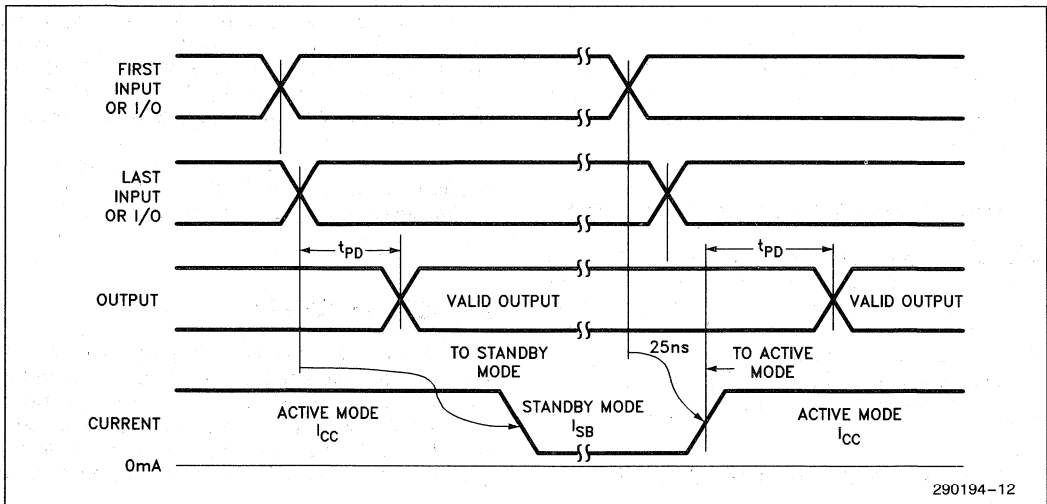 FIRST
INPUT
OR I/O
LAST
INPUT
OR I/O
tPD
tPD
OUTPUT
VALID OUTPUT
VALID OUTPUT
TO STANDBY
MODE
25ns
TO ACTIVE
MODE
CURRENT
ACTIVE MODE
ICC
STANDBY MODE
ISB
ACTIVE MODE
ICC
0mA
290194-12